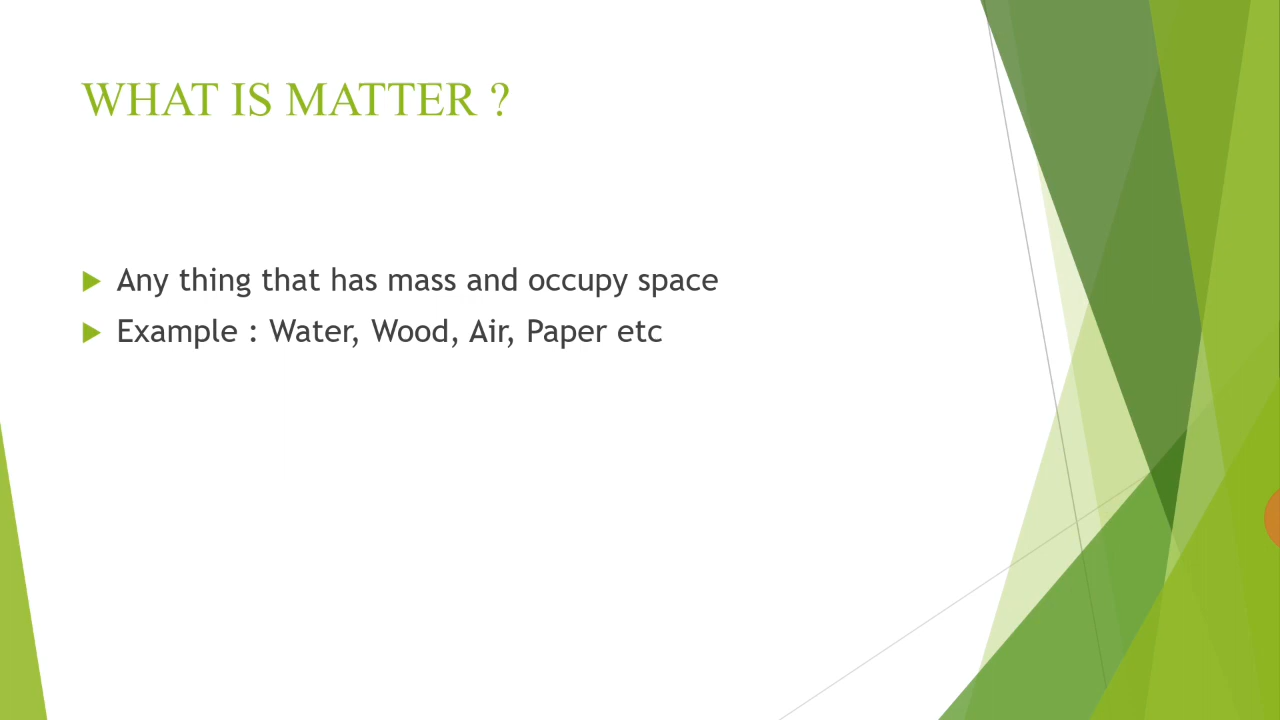 WHAT IS MATTER ?
Any thing that has mass and occupy space
Example : Water, Wood, Air, Paper etc